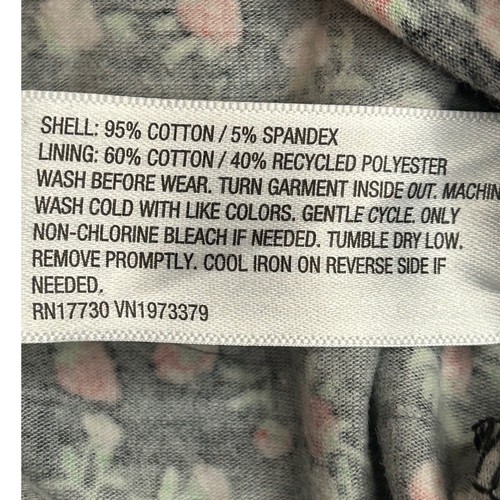 SHELL: 95% COTTON / 5% SPANDEX
LINING: 60% COTTON / 40% RECYCLED POLYESTER
WASH BEFORE WEAR. TURN GARMENT INSIDE OUT. MACHIN
WASH COLD WITH LIKE COLORS. GENTLE CYCLE. ONLY
NON-CHLORINE BLEACH IF NEEDED. TUMBLE DRY LOW.
REMOVE PROMPTLY. COOL IRON ON REVERSE SIDE IF
NEEDED.
RN17730 VN1973379